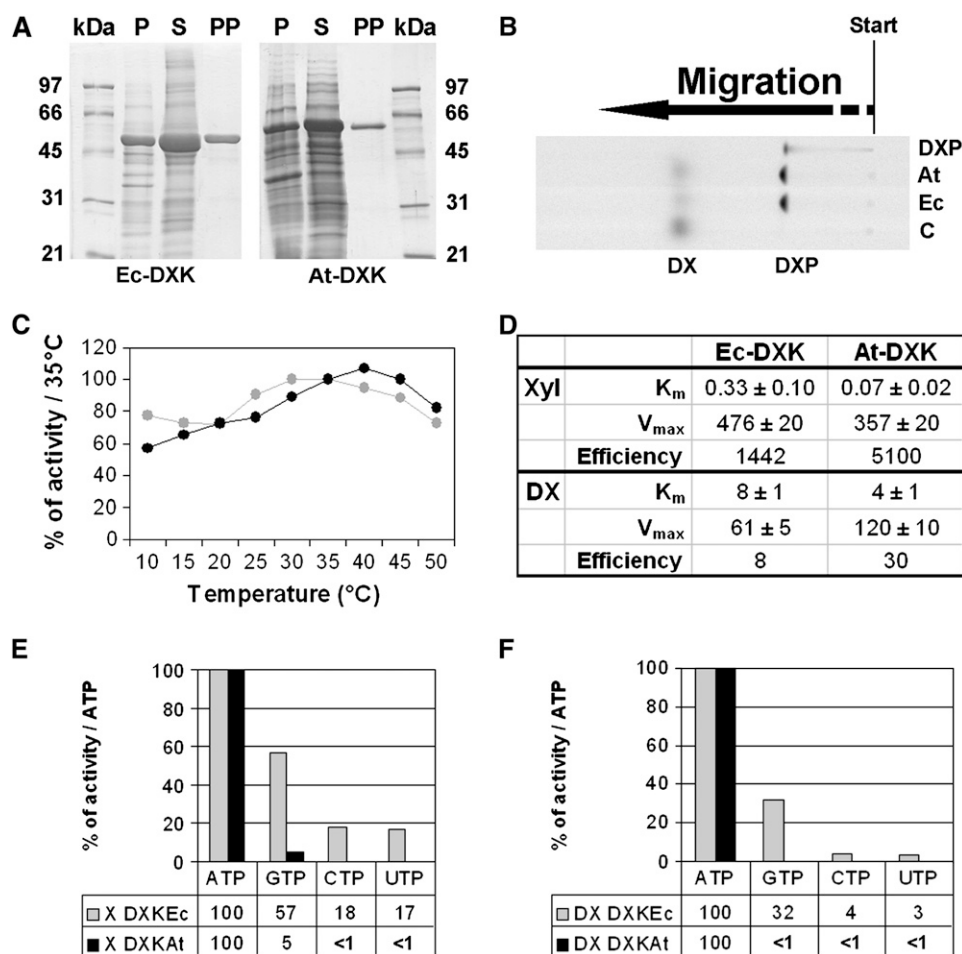 A
kDa P S PP
PP S P kDa
97
66
45
31
21
97
66
45
31
21
Ec-DXK
At-DXK
B
Start
Migration
DXP
At
Ec
C
DX
DXP
C
% of activity / 35°C
120
100
80
60
40
20
0
10 15 20 25 30 35 40 45 50
Temperature (°C)
D
Ec-DXK At-DXK
Xyl Km 0.33 ± 0.10 0.07 ± 0.02
Vmax 476 ± 20 357 ± 20
Efficiency 1442 5100
DX Km 8 ± 1 4 ± 1
Vmax 61 ± 5 120 ± 10
Efficiency 8 30
E
% of activity / ATP
100
80
60
40
20
0
ATP GTP CTP UTP
X DXKEc 100 57 18 17
X DXKAt 100 5 <1 <1
F
% of activity / ATP
100
80
60
40
20
0
ATP GTP CTP UTP
DX DXKEc 100 32 4 3
DX DXKAt 100 <1 <1 <1